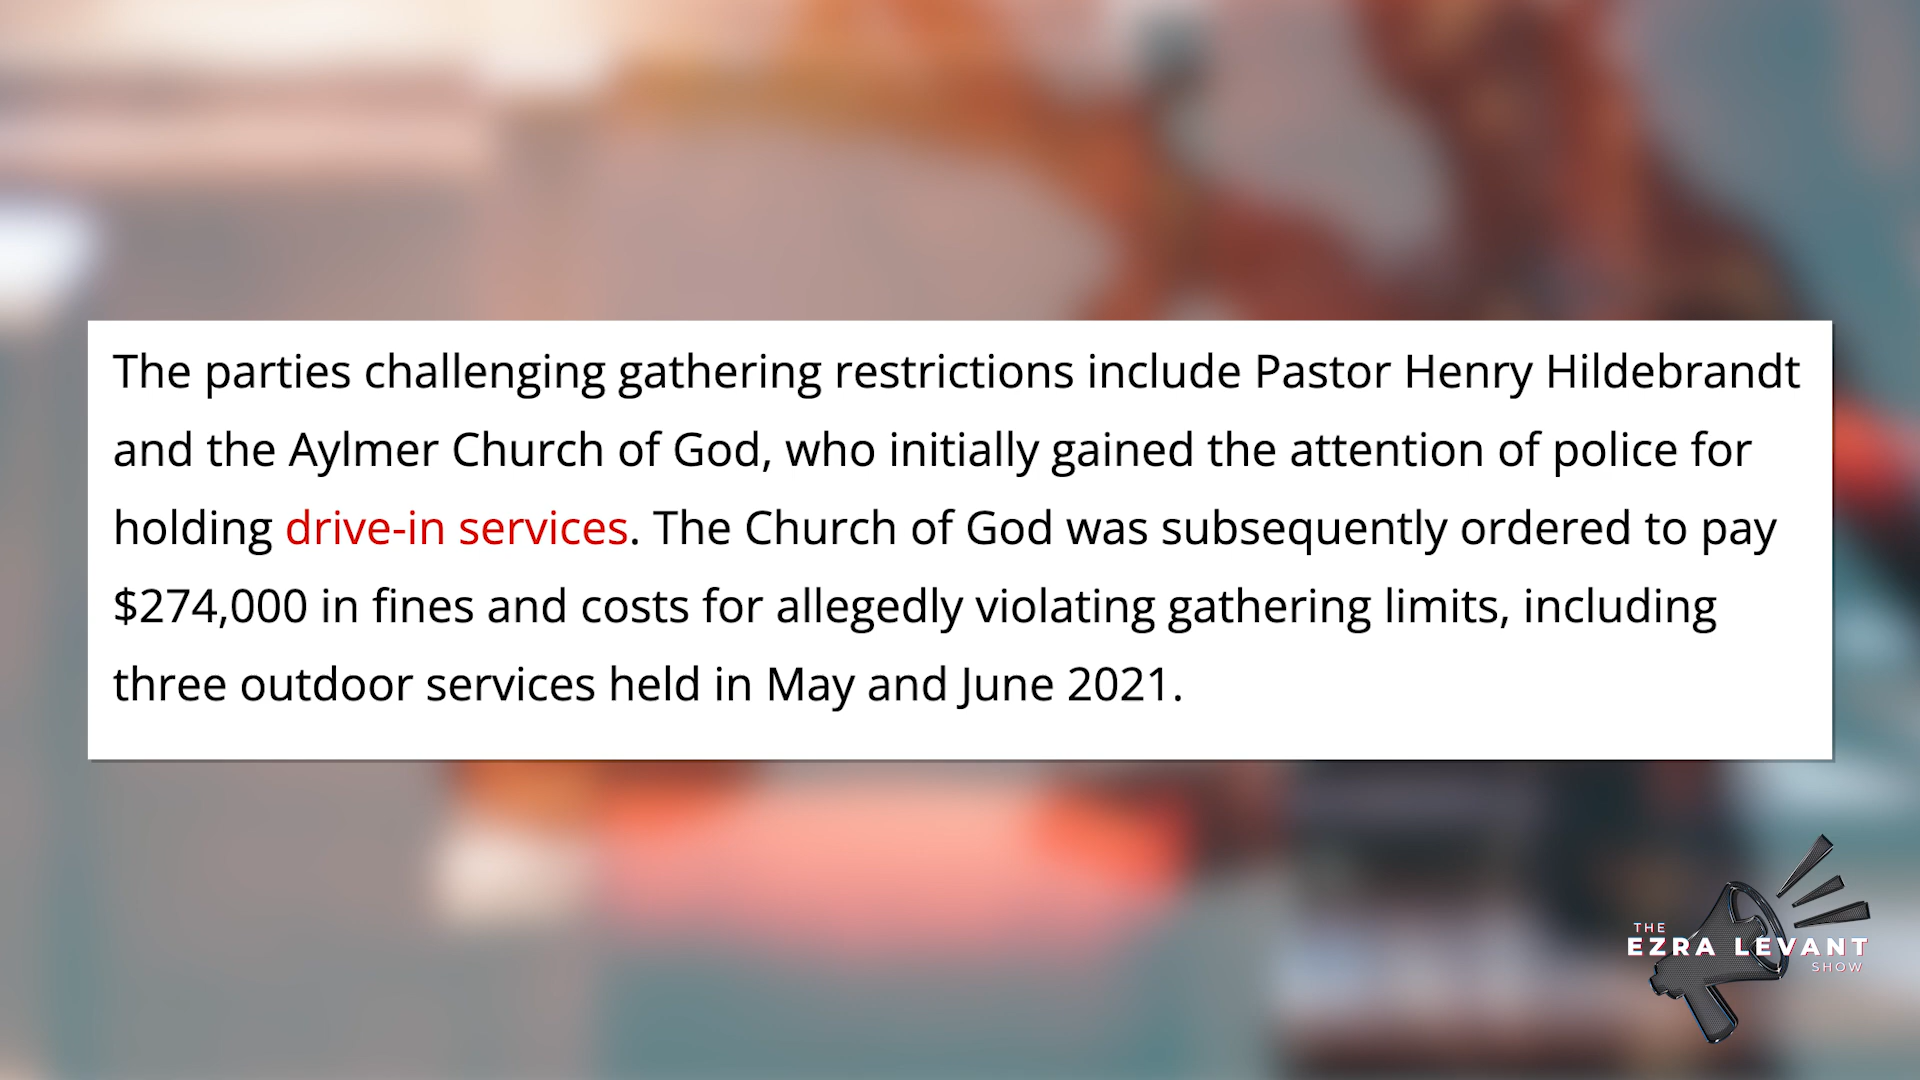 The parties challenging gathering restrictions include Pastor Henry Hildebrandt
and the Aylmer Church of God, who initially gained the attention of police for
holding drive-in services. The Church of God was subsequently ordered to pay
$274,000 in fines and costs for allegedly violating gathering limits, including
three outdoor services held in May and June 2021.
THE
EZRA LEVANT
SHOW